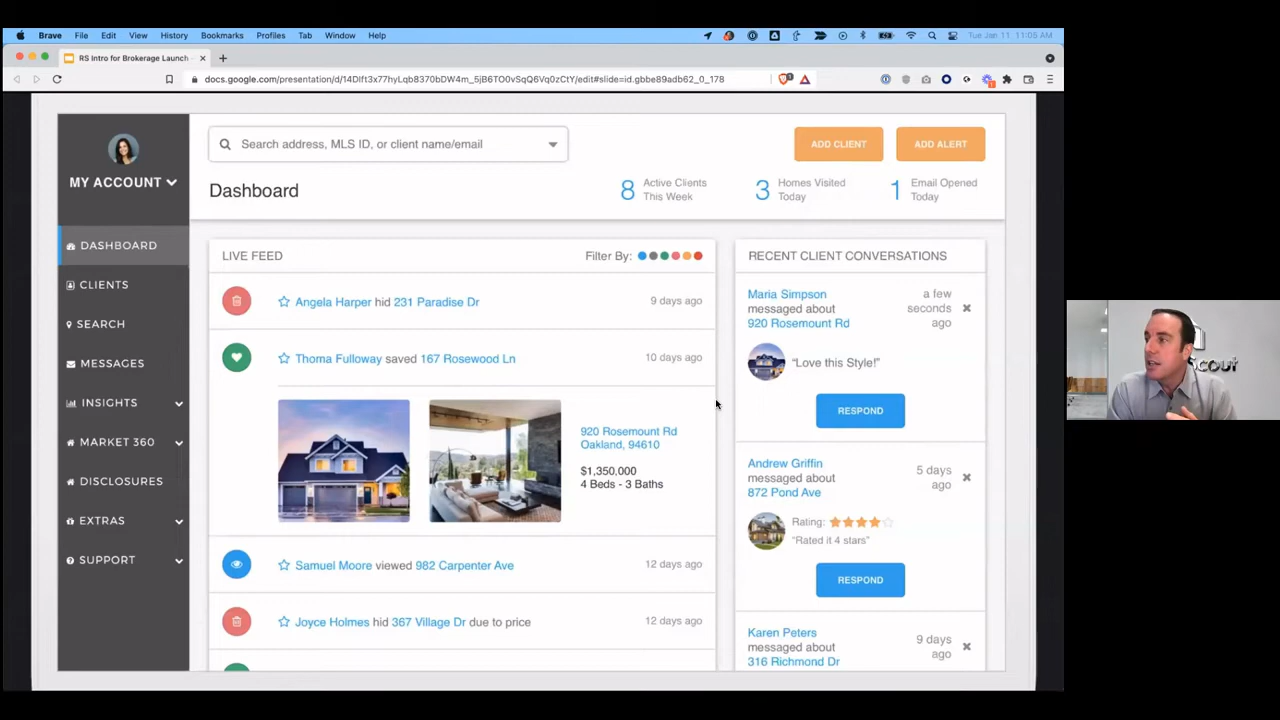 Brave File Edit View History Bookmarks Profiles Tab Window Help Tue Jan 11 11:05 AM
RS Intro for Brokerage Launch
docs.google.com/presentation/d/
MY ACCOUNT
Search address, MLS ID, or client name/email
ADD CLIENT
ADD ALERT
Dashboard
8 Active Clients This Week
3 Homes Visited Today
1 Email Opened Today
DASHBOARD
CLIENTS
SEARCH
MESSAGES
INSIGHTS
MARKET 360
DISCLOSURES
EXTRAS
SUPPORT
LIVE FEED
Filter By:
Angela Harper hid 231 Paradise Dr 9 days ago
Thoma Fulloway saved 167 Rosewood Ln 10 days ago
920 Rosemount Rd
Oakland, 94610
$1,350,000
4 Beds - 3 Baths
Samuel Moore viewed 982 Carpenter Ave 12 days ago
Joyce Holmes hid 367 Village Dr due to price 12 days ago
RECENT CLIENT CONVERSATIONS
Maria Simpson
messaged about
920 Rosemount Rd
a few
seconds
ago
“Love this Style!”
RESPOND
Andrew Griffin
messaged about
872 Pond Ave
5 days
ago
Rating:
“Rated it 4 stars”
RESPOND
Karen Peters
messaged about
316 Richmond Dr
9 days
ago